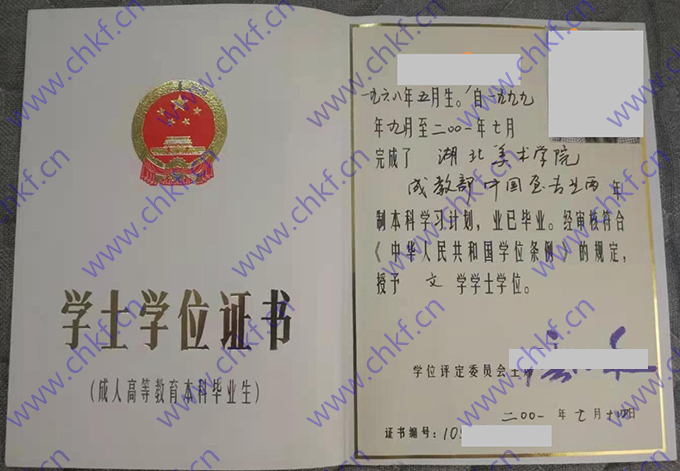 学士学位证书
(成人高等教育本科毕业生)
一九六八年五月生。自一九九九
年九月至二〇〇一年七月
完成了 湖北美术学院
成教部中国画专业两年
制本科学习计划,业已毕业。经审核符合
《中华人民共和国学位条例》的规定,
授予 文 学学士学位。
学位评定委员会主席
二〇〇一年七月十四日
证书编号:105
www.chkf.cn